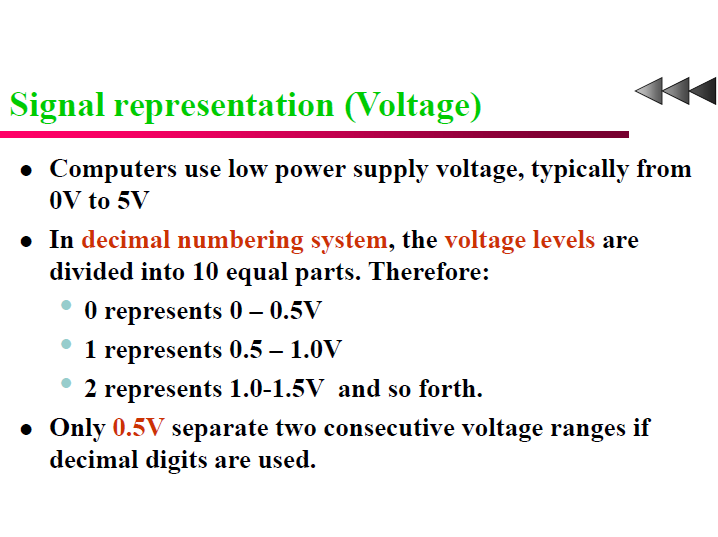 Signal representation (Voltage)
● Computers use low power supply voltage, typically from
0V to 5V
● In decimal numbering system, the voltage levels are
divided into 10 equal parts. Therefore:
• 0 represents 0 – 0.5V
• 1 represents 0.5 – 1.0V
• 2 represents 1.0-1.5V and so forth.
● Only 0.5V separate two consecutive voltage ranges if
decimal digits are used.